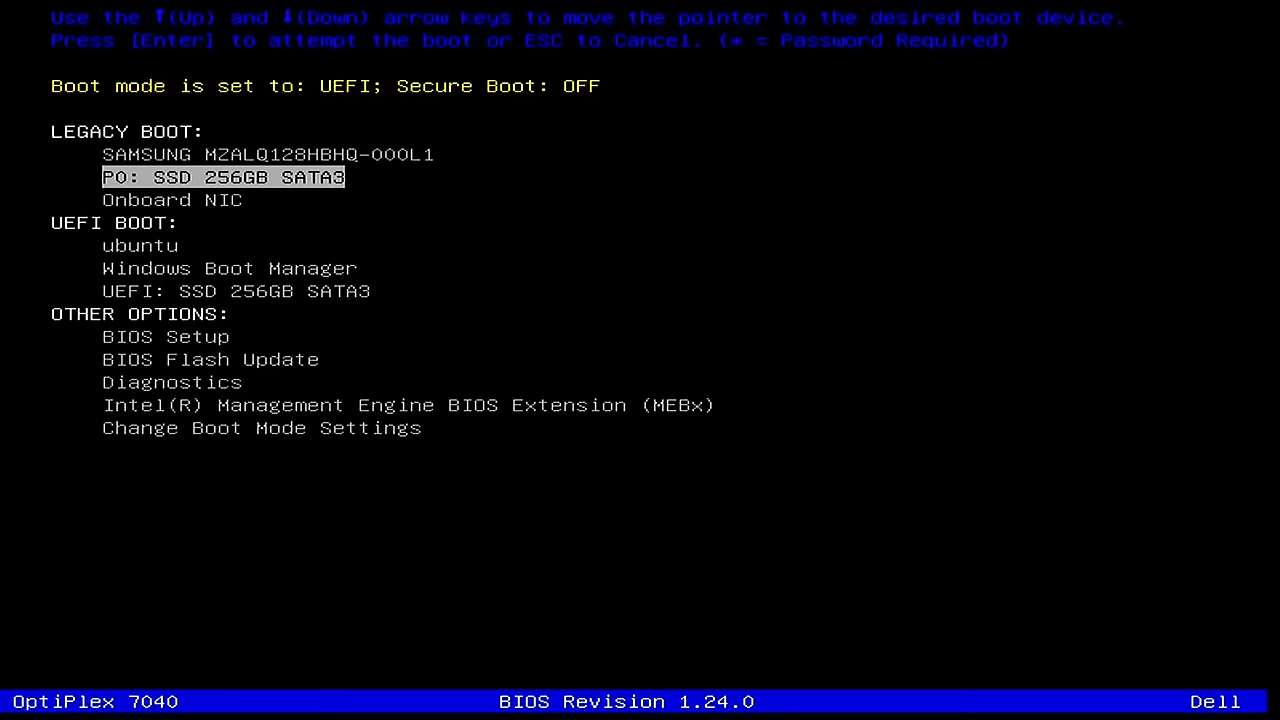 Use the ↑(Up) and ↓(Down) arrow keys to move the pointer to the desired boot device.
Press [Enter] to attempt the boot or ESC to Cancel. (* = Password Required)
Boot mode is set to: UEFI; Secure Boot: OFF
LEGACY BOOT:
SAMSUNG MZALQ128HBHQ-000L1
P0: SSD 256GB SATA3
Onboard NIC
UEFI BOOT:
ubuntu
Windows Boot Manager
UEFI: SSD 256GB SATA3
OTHER OPTIONS:
BIOS Setup
BIOS Flash Update
Diagnostics
Intel(R) Management Engine BIOS Extension (MEBx)
Change Boot Mode Settings
OptiPlex 7040 BIOS Revision 1.24.0 Dell